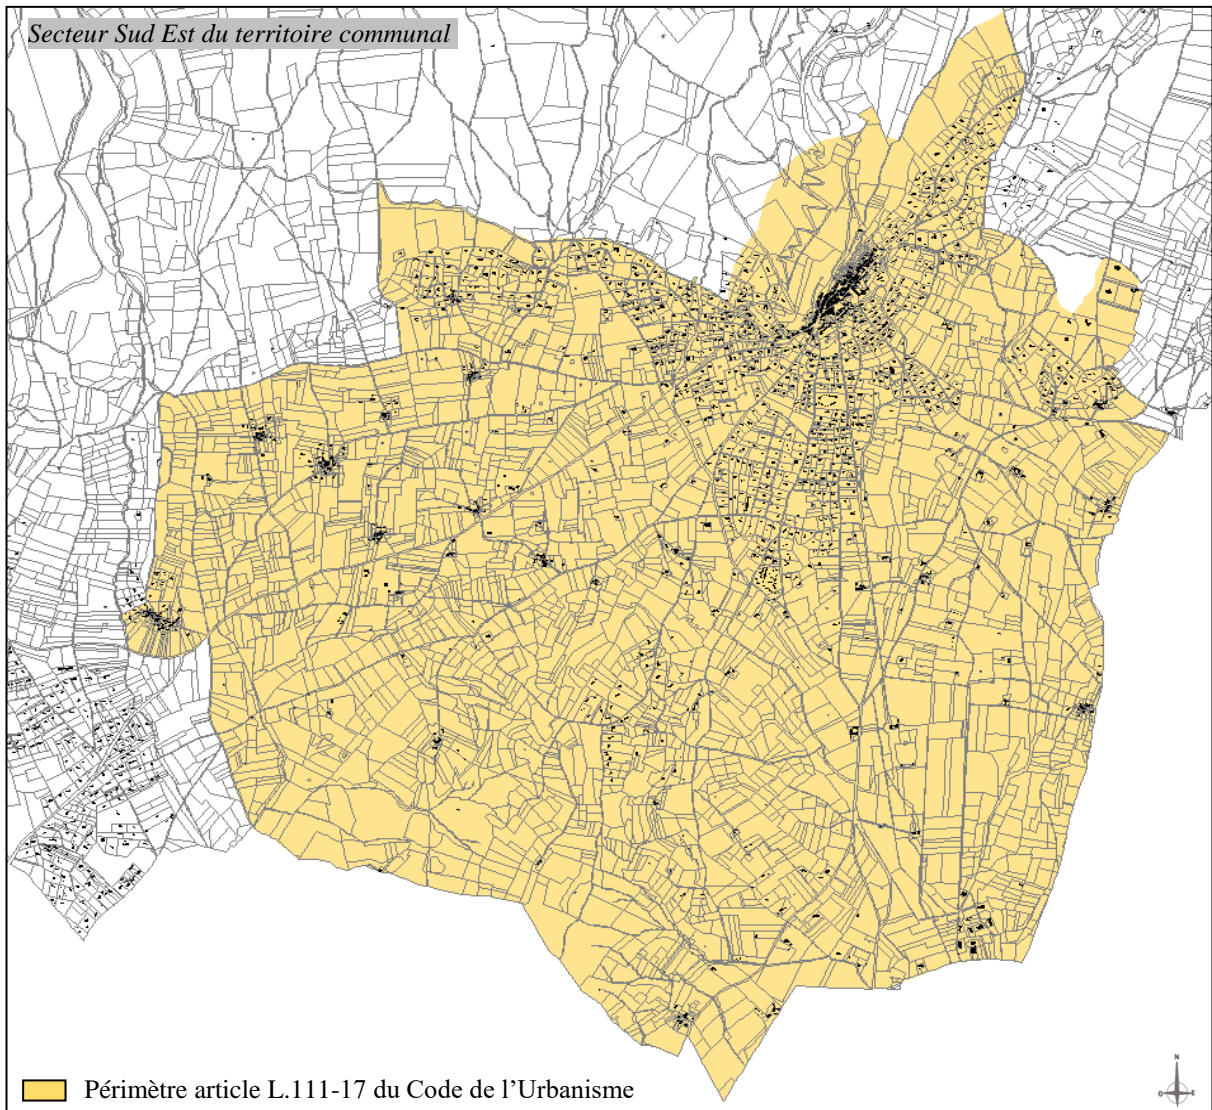 Secteur Sud Est du territoire communal
Périmètre article L.111-17 du Code de l’Urbanisme
N
O E